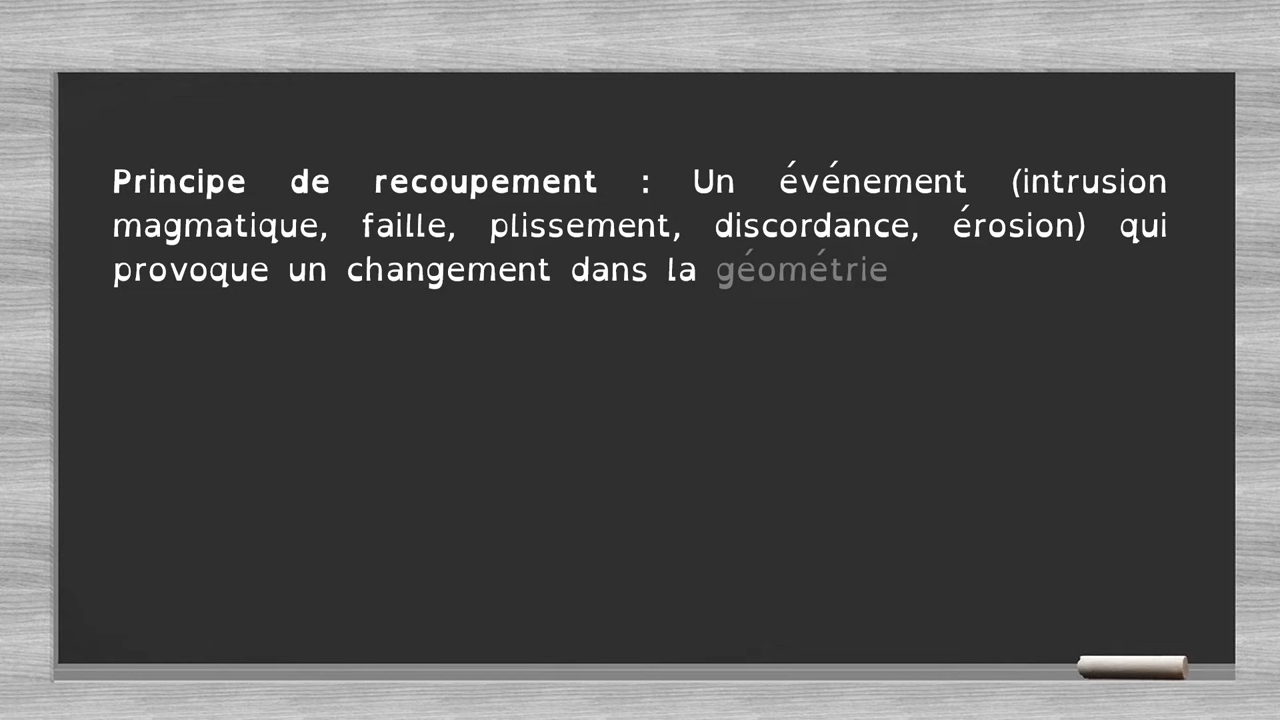 Principe de recoupement : Un événement (intrusion
magmatique, faille, plissement, discordance, érosion) qui
provoque un changement dans la géométrie